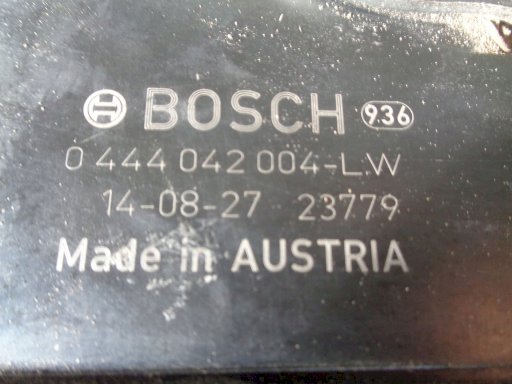 BOSCH 936
0 444 042 004-LW
14-08-27 23779
Made in AUSTRIA